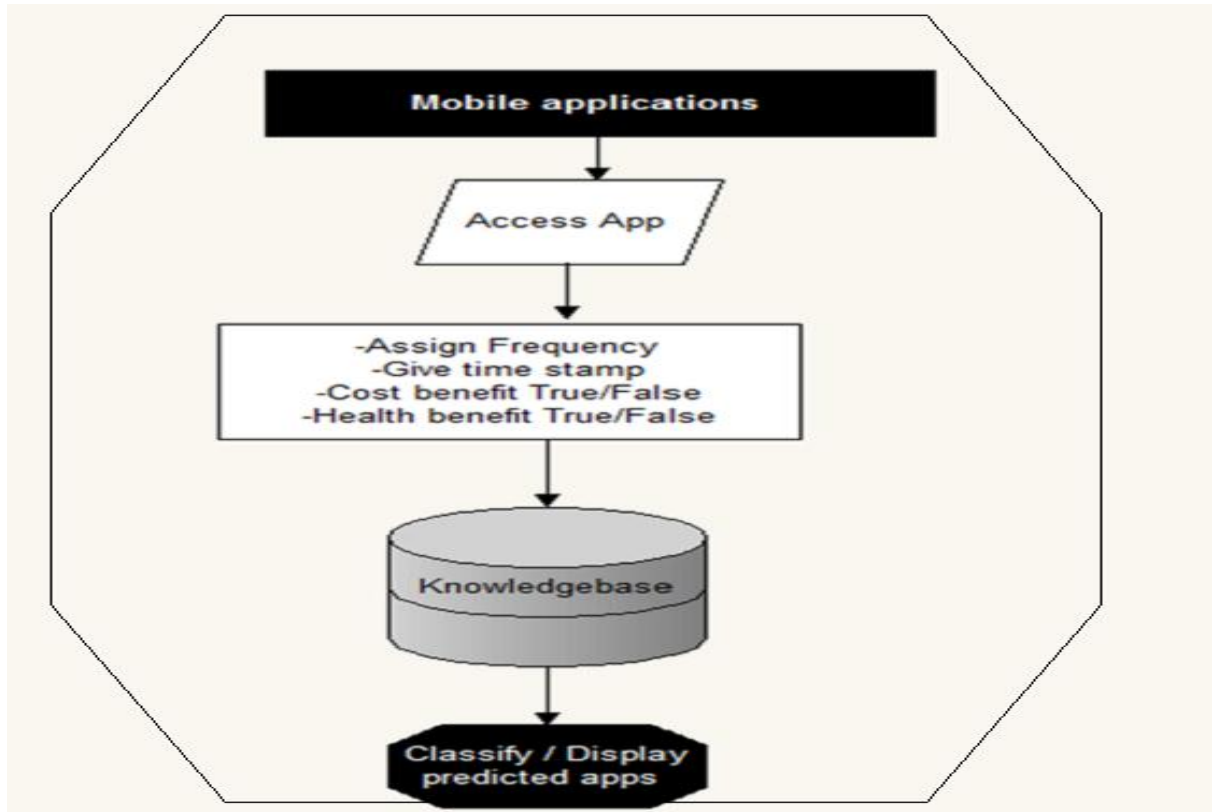 Mobile applications
Access App
-Assign Frequency
-Give time stamp
-Cost benefit True/False
-Health benefit True/False
Knowledgebase
Classify / Display
predicted apps